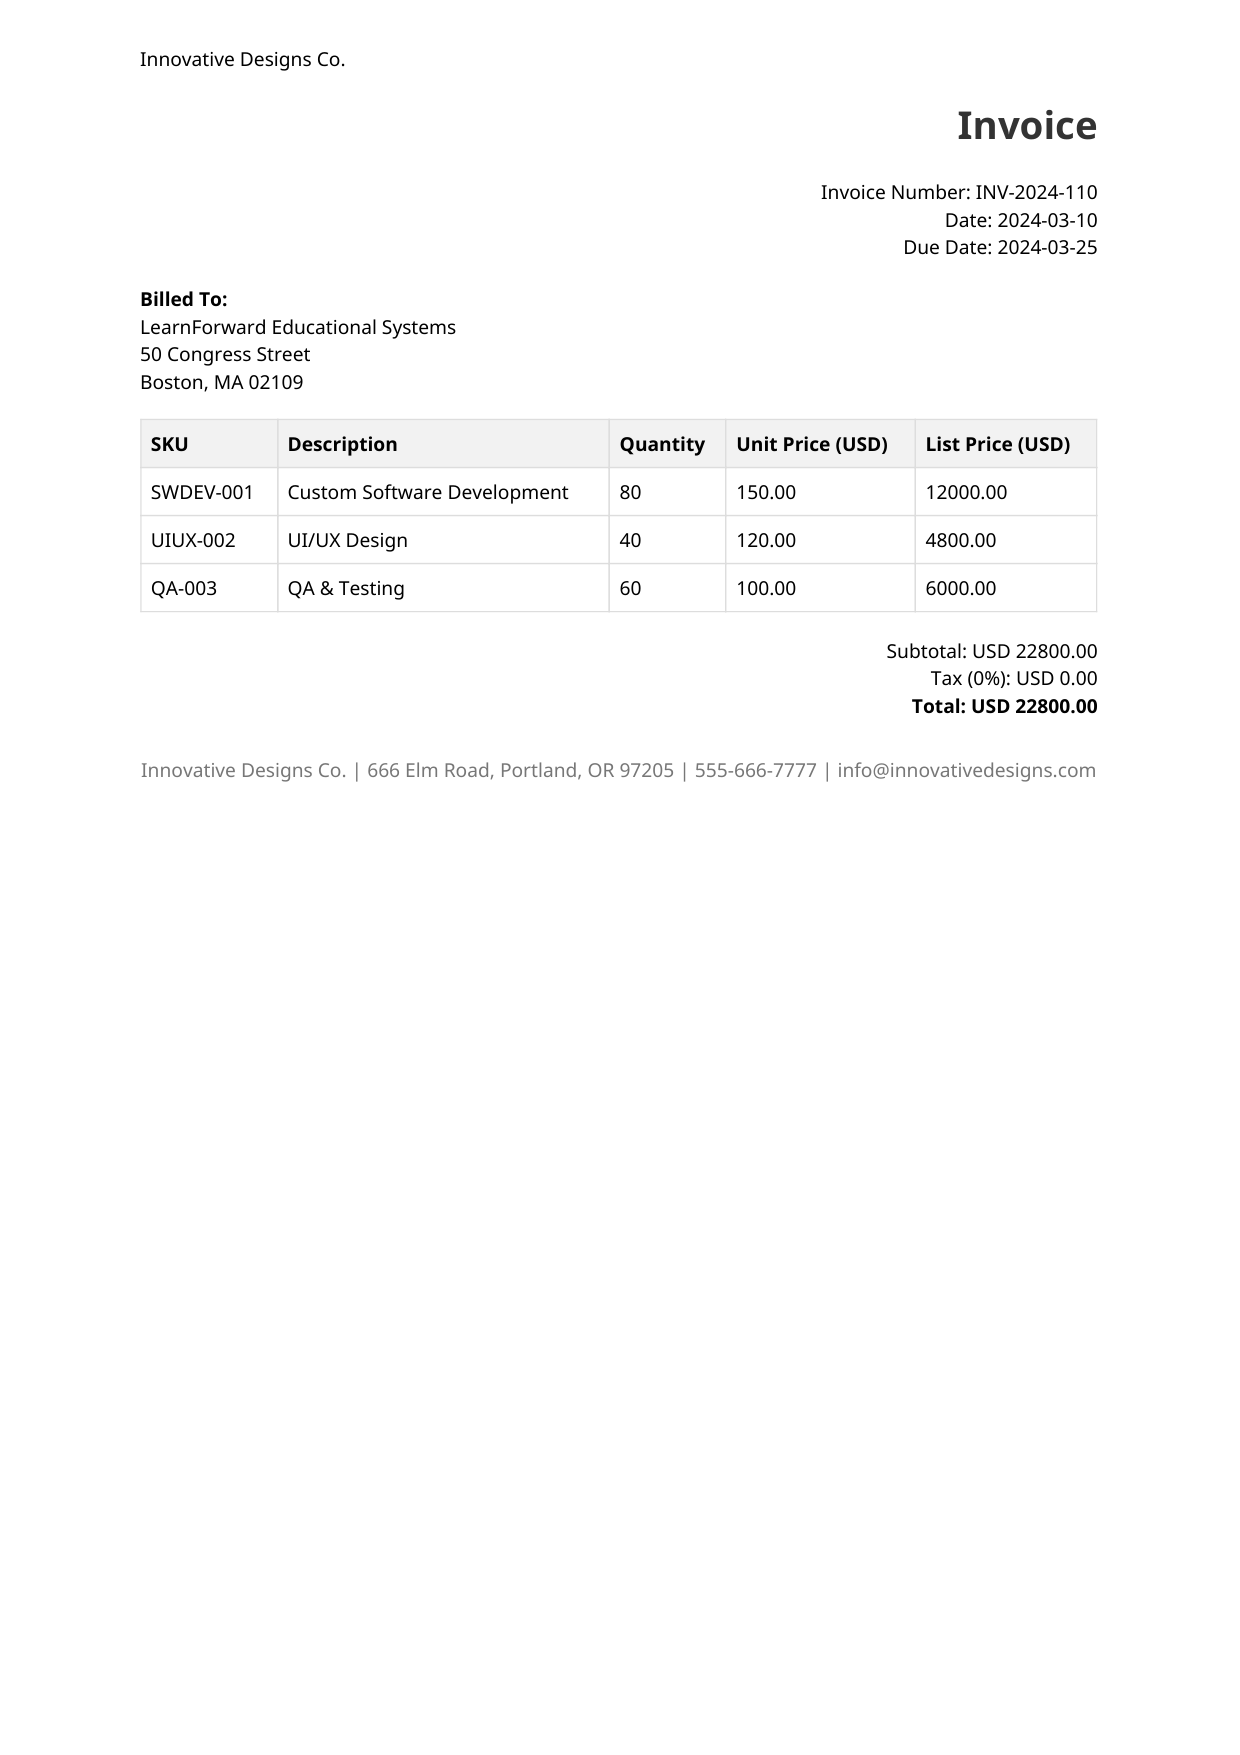 Innovative Designs Co.
Invoice
Invoice Number: INV-2024-110
Date: 2024-03-10
Due Date: 2024-03-25
Billed To:
LearnForward Educational Systems
50 Congress Street
Boston, MA 02109
SKU Description Quantity Unit Price (USD) List Price (USD)
SWDEV-001 Custom Software Development 80 150.00 12000.00
UIUX-002 UI/UX Design 40 120.00 4800.00
QA-003 QA & Testing 60 100.00 6000.00
Subtotal: USD 22800.00
Tax (0%): USD 0.00
Total: USD 22800.00
Innovative Designs Co. | 666 Elm Road, Portland, OR 97205 | 555-666-7777 | info@innovativedesigns.com